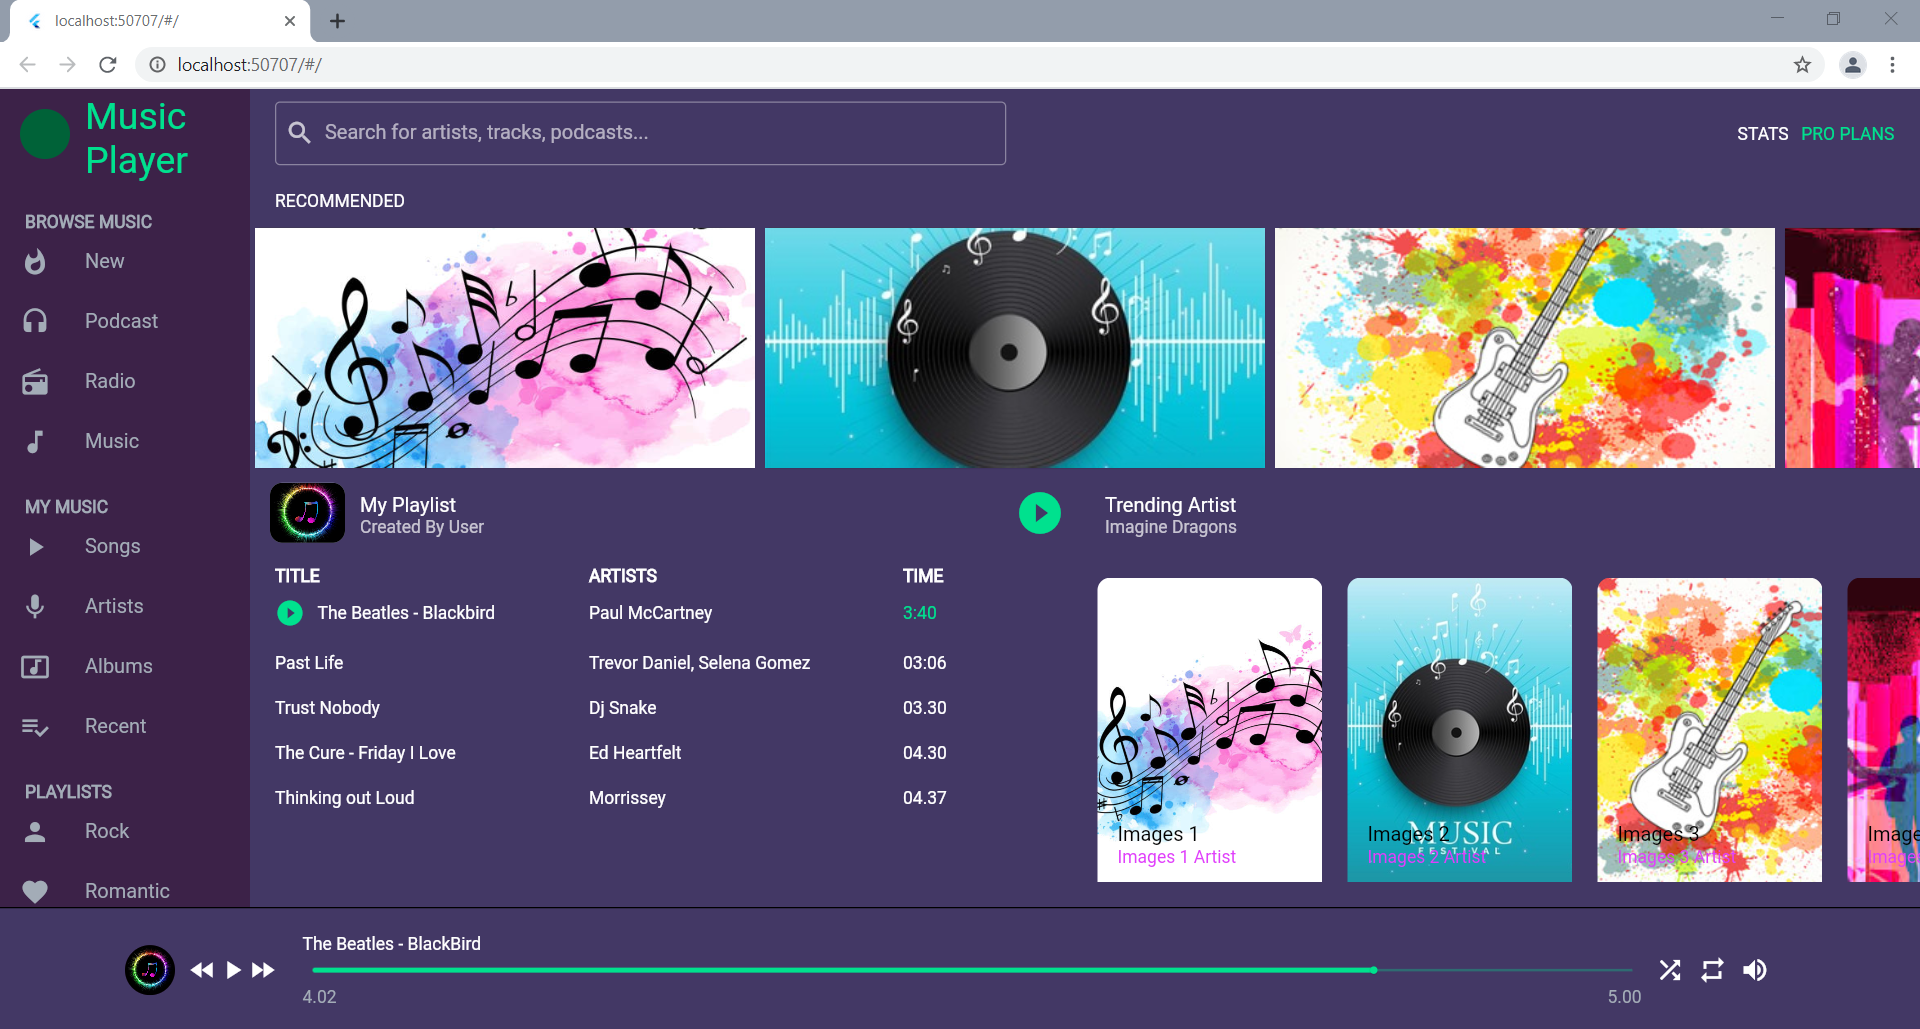 localhost:50707/#/
localhost:50707/#/
Music
Player
Search for artists, tracks, podcasts...
STATS PRO PLANS
BROWSE MUSIC
New
Podcast
Radio
Music
MY MUSIC
Songs
Artists
Albums
Recent
PLAYLISTS
Rock
Romantic
RECOMMENDED
My Playlist
Created By User
TITLE ARTISTS TIME
The Beatles - Blackbird Paul McCartney 3:40
Past Life Trevor Daniel, Selena Gomez 03:06
Trust Nobody Dj Snake 03.30
The Cure - Friday I Love Ed Heartfelt 04.30
Thinking out Loud Morrissey 04.37
Trending Artist
Imagine Dragons
Images 1
Images 1 Artist
MUSIC
FESTIVAL
Images 2
Images 2 Artist
Images 3
Images 3 Artist
Image
Image
The Beatles - BlackBird
4.02 5.00